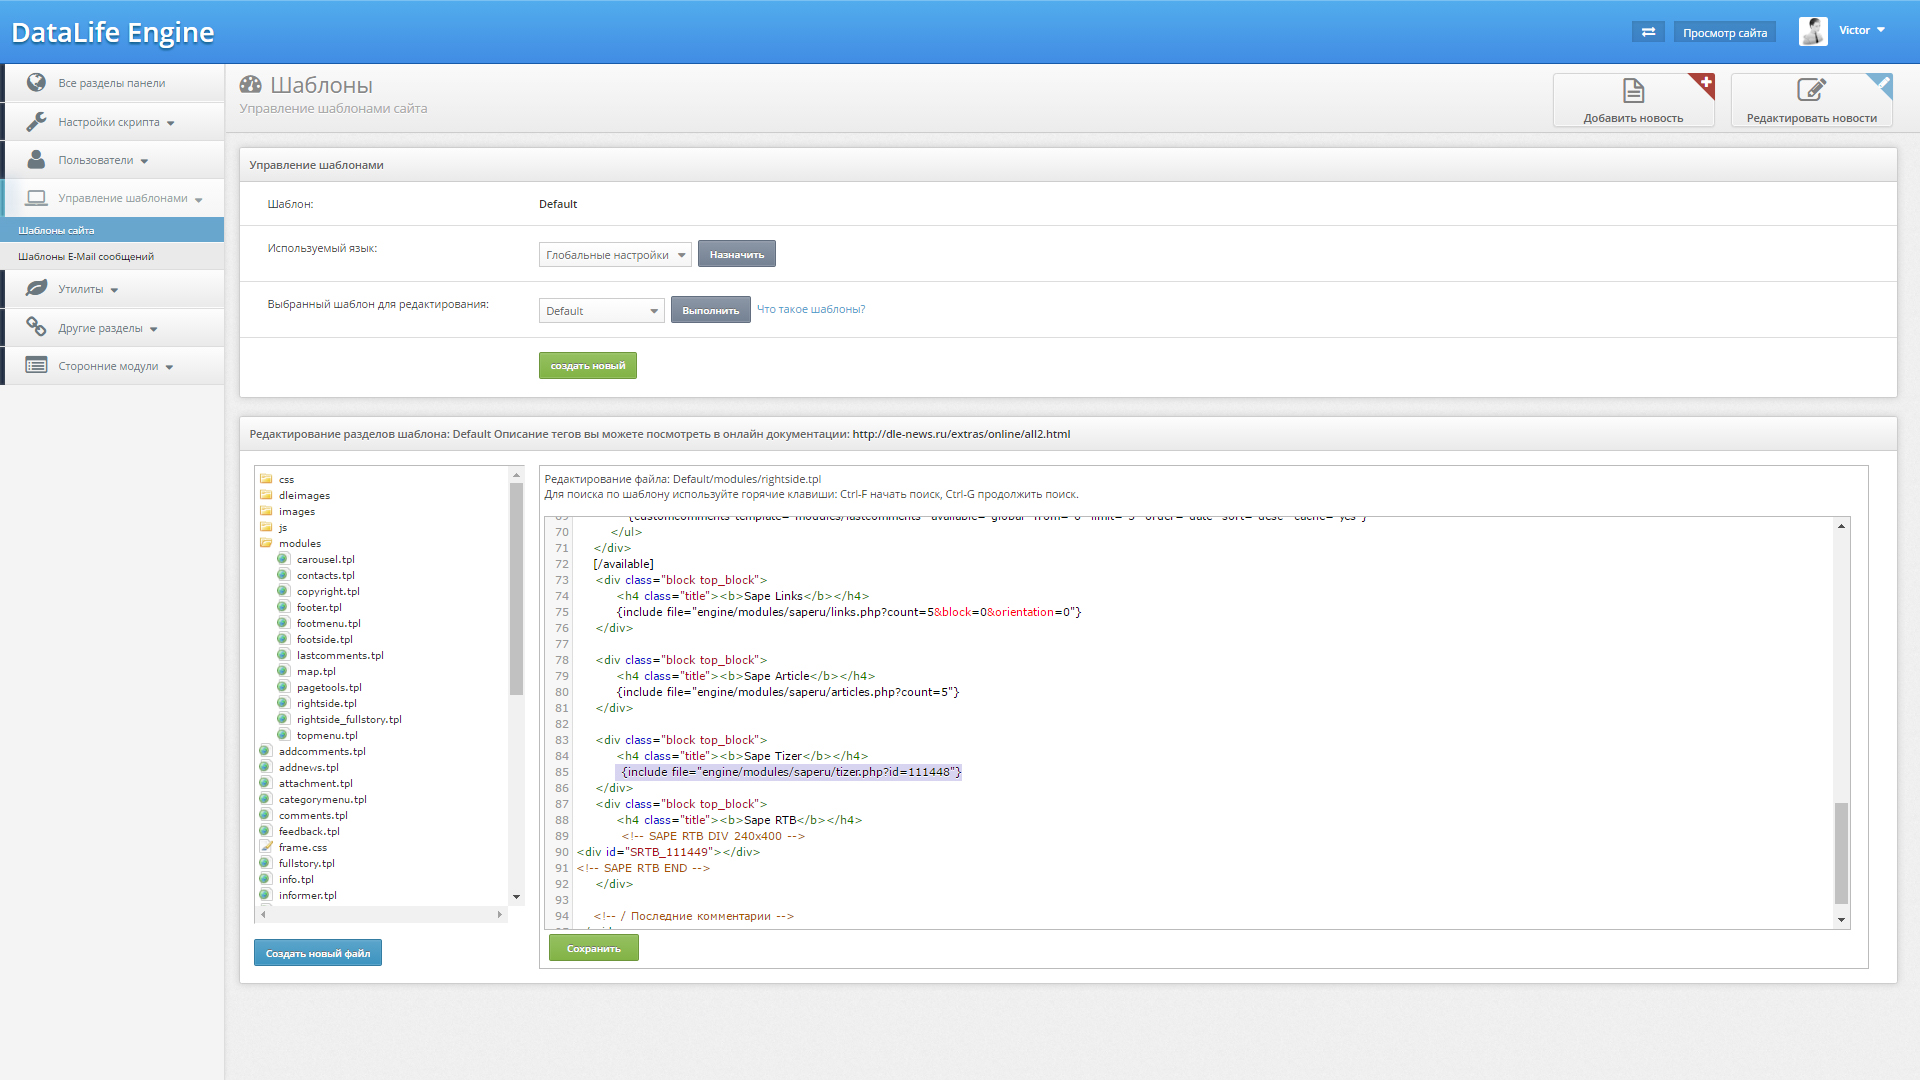 DataLife Engine
Просмотр сайта
Victor
Все разделы панели
Настройки скрипта
Пользователи
Управление шаблонами
Шаблоны сайта
Шаблоны E-Mail сообщений
Утилиты
Другие разделы
Сторонние модули
Шаблоны
Управление шаблонами сайта
Добавить новость
Редактировать новости
Управление шаблонами
Шаблон:
Default
Используемый язык:
Глобальные настройки
Назначить
Выбранный шаблон для редактирования:
Default
Выполнить
Что такое шаблоны?
создать новый
Редактирование разделов шаблона: Default Описание тегов вы можете посмотреть в онлайн документации: http://dle-news.ru/extras/online/all2.html
css
dleimages
images
js
modules
carousel.tpl
contacts.tpl
copyright.tpl
footer.tpl
footmenu.tpl
footside.tpl
lastcomments.tpl
map.tpl
pagetools.tpl
rightside.tpl
rightside_fullstory.tpl
topmenu.tpl
addcomments.tpl
addnews.tpl
attachment.tpl
categorymenu.tpl
comments.tpl
feedback.tpl
frame.css
fullstory.tpl
info.tpl
informer.tpl
Создать новый файл
Редактирование файла: Default/modules/rightside.tpl
Для поиска по шаблону используйте горячие клавиши: Ctrl-F начать поиск, Ctrl-G продолжить поиск.
70 </ul>
71 </div>
72 [/available]
73 <div class="block top_block">
74 <h4 class="title"><b>Sape Links</b></h4>
75 {include file="engine/modules/saperu/links.php?count=5&block=0&orientation=0"}
76 </div>
77
78 <div class="block top_block">
79 <h4 class="title"><b>Sape Article</b></h4>
80 {include file="engine/modules/saperu/articles.php?count=5"}
81 </div>
82
83 <div class="block top_block">
84 <h4 class="title"><b>Sape Tizer</b></h4>
85 {include file="engine/modules/saperu/tizer.php?id=111448"}
86 </div>
87 <div class="block top_block">
88 <h4 class="title"><b>Sape RTB</b></h4>
89 <!-- SAPE RTB DIV 240x400 -->
90 <div id="SRTB_111449"></div>
91 <!-- SAPE RTB END -->
92 </div>
93
94 <!-- / Последние комментарии -->
Сохранить